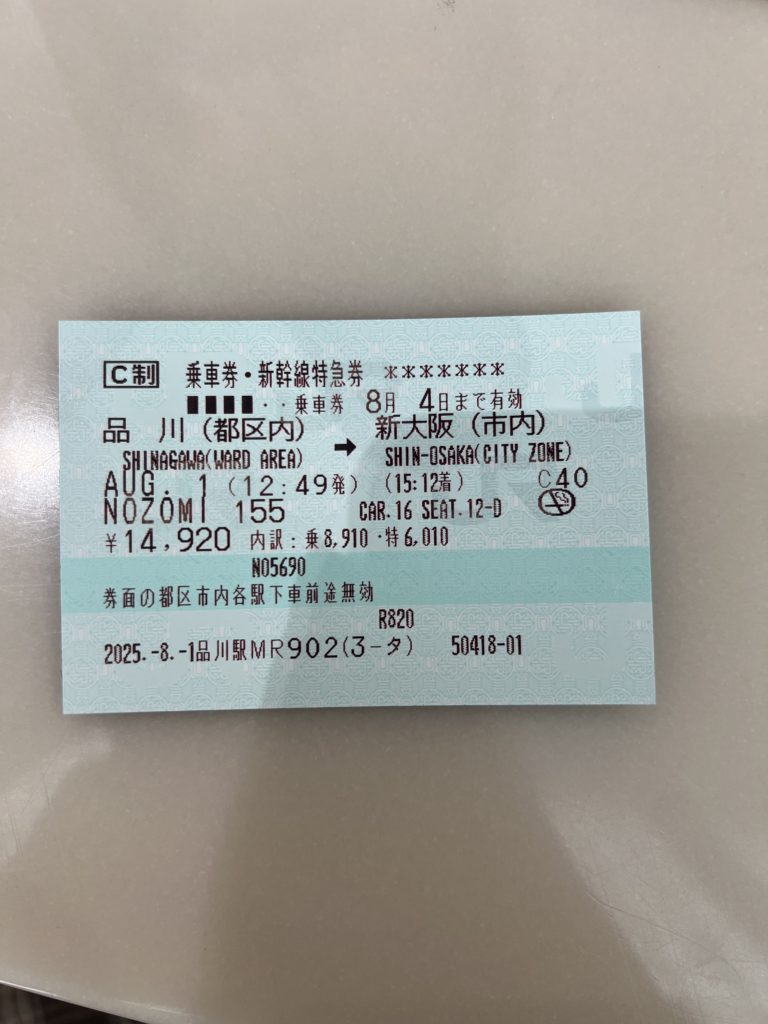 C制 乗車券・新幹線特急券 *******
■■■■・・乗車券 8月 4日まで有効
品 川（都区内） ➡ 新大阪（市内）
SHINAGAWA(WARD AREA) SHIN-OSAKA(CITY ZONE)
AUG. 1 (12:49発) (15:12着) C40
NOZOMI 155 CAR.16 SEAT.12-D
¥14,920 内訳：乗8,910・特6,010
NO5690
券面の都区市内各駅下車前途無効
R820
2025.-8.-1品川駅MR902(3-タ) 50418-01